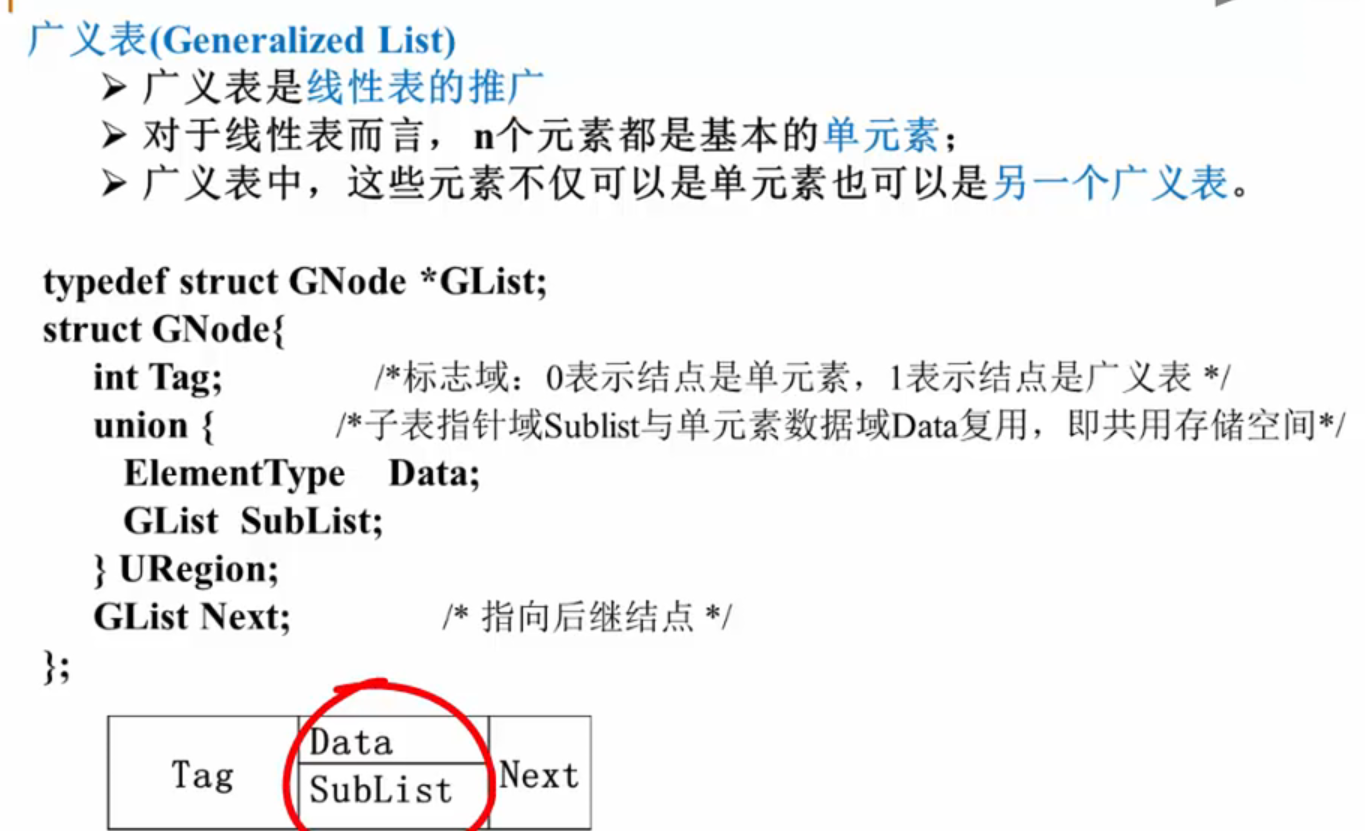 广义表(Generalized List)
➢ 广义表是线性表的推广
➢ 对于线性表而言， n个元素都是基本的单元素；
➢ 广义表中，这些元素不仅可以是单元素也可以是另一个广义表。
typedef struct GNode *GList;
struct GNode{
int Tag; /*标志域：0表示结点是单元素，1表示结点是广义表 */
union { /*子表指针域Sublist与单元素数据域Data复用，即共用存储空间*/
ElementType Data;
GList SubList;
} URegion;
GList Next; /* 指向后继结点 */
};
Data
Tag Next
SubList